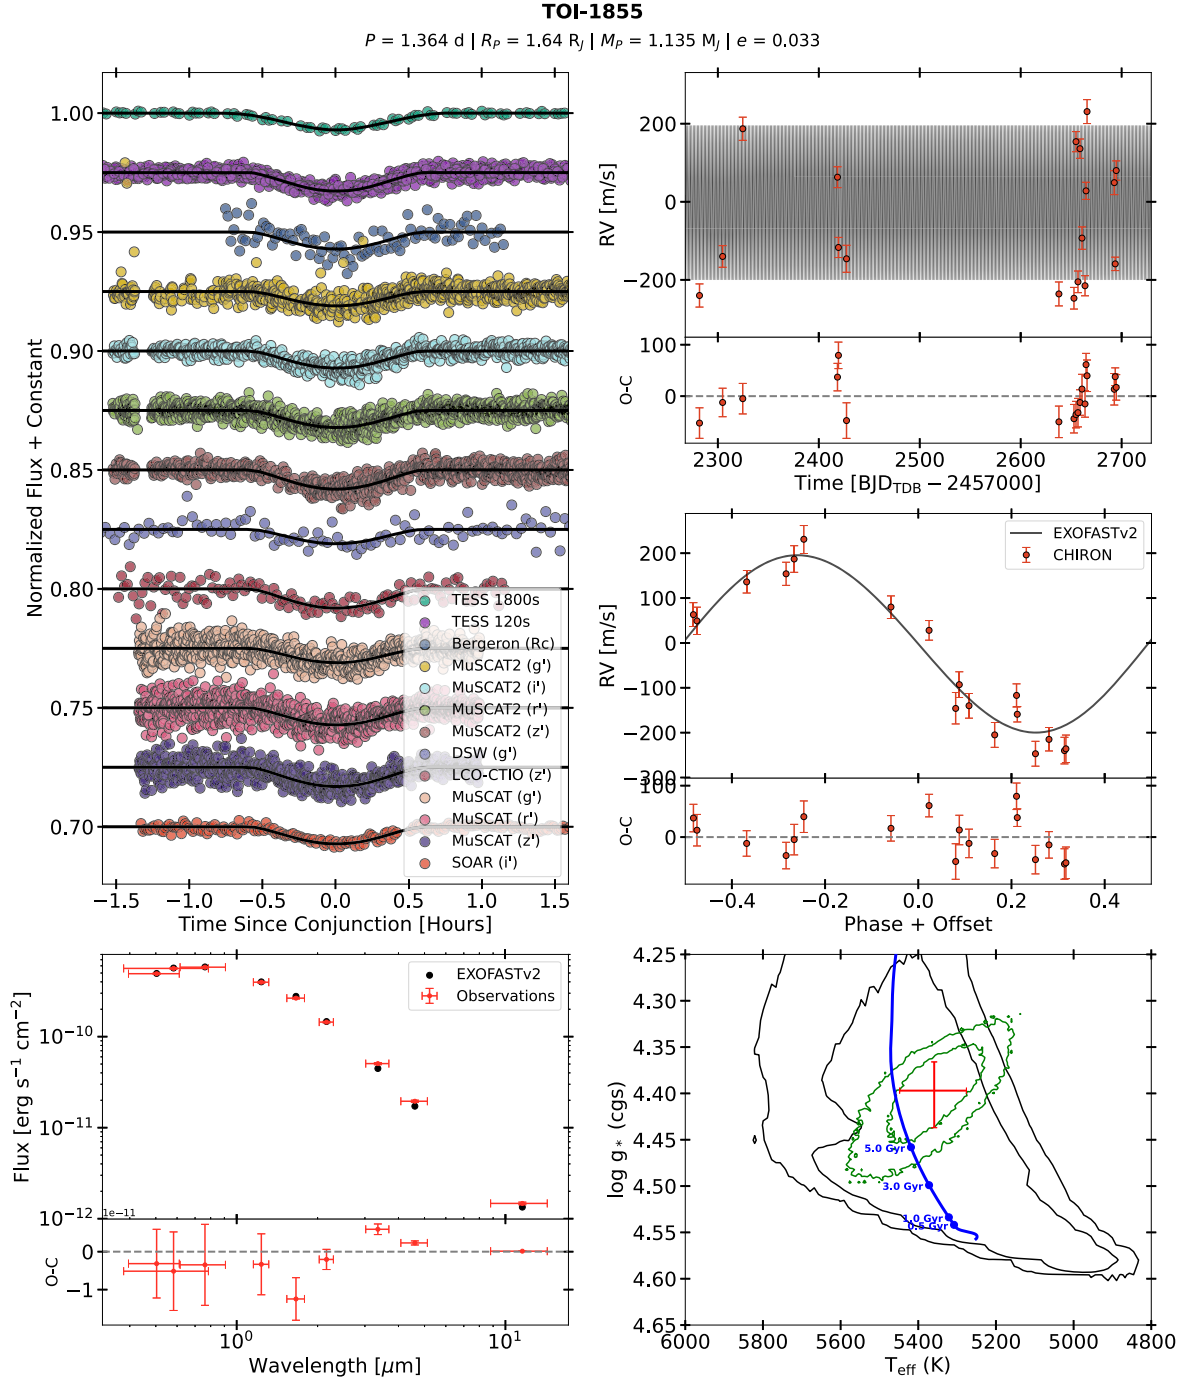 TOI-1855
P = 1.364 d | R_P = 1.64 R_J | M_P = 1.135 M_J | e = 0.033
1.00
0.95
0.90
0.85
0.80
0.75
0.70
Normalized Flux + Constant
TESS 1800s
TESS 120s
Bergeron (Rc)
MuSCAT2 (g')
MuSCAT2 (i')
MuSCAT2 (r')
MuSCAT2 (z')
DSW (g')
LCO-CTIO (z')
MuSCAT (g')
MuSCAT (r')
MuSCAT (z')
SOAR (i')
−1.5 −1.0 −0.5 0.0 0.5 1.0 1.5
Time Since Conjunction [Hours]
200
0
−200
RV [m/s]
100
0
O-C
2300 2400 2500 2600 2700
Time [BJD_TDB − 2457000]
EXOFASTv2
CHIRON
200
100
0
−100
−200
−300
RV [m/s]
100
0
O-C
−0.4 −0.2 0.0 0.2 0.4
Phase + Offset
EXOFASTv2
Observations
10⁻¹⁰
10⁻¹¹
10⁻¹²
Flux [erg s⁻¹ cm⁻²]
1e−11
0
−1
O-C
10⁰ 10¹
Wavelength [μm]
4.25
4.30
4.35
4.40
4.45
4.50
4.55
4.60
4.65
log g* (cgs)
5.0 Gyr
3.0 Gyr
1.0 Gyr
0.5 Gyr
6000 5800 5600 5400 5200 5000 4800
T_eff (K)